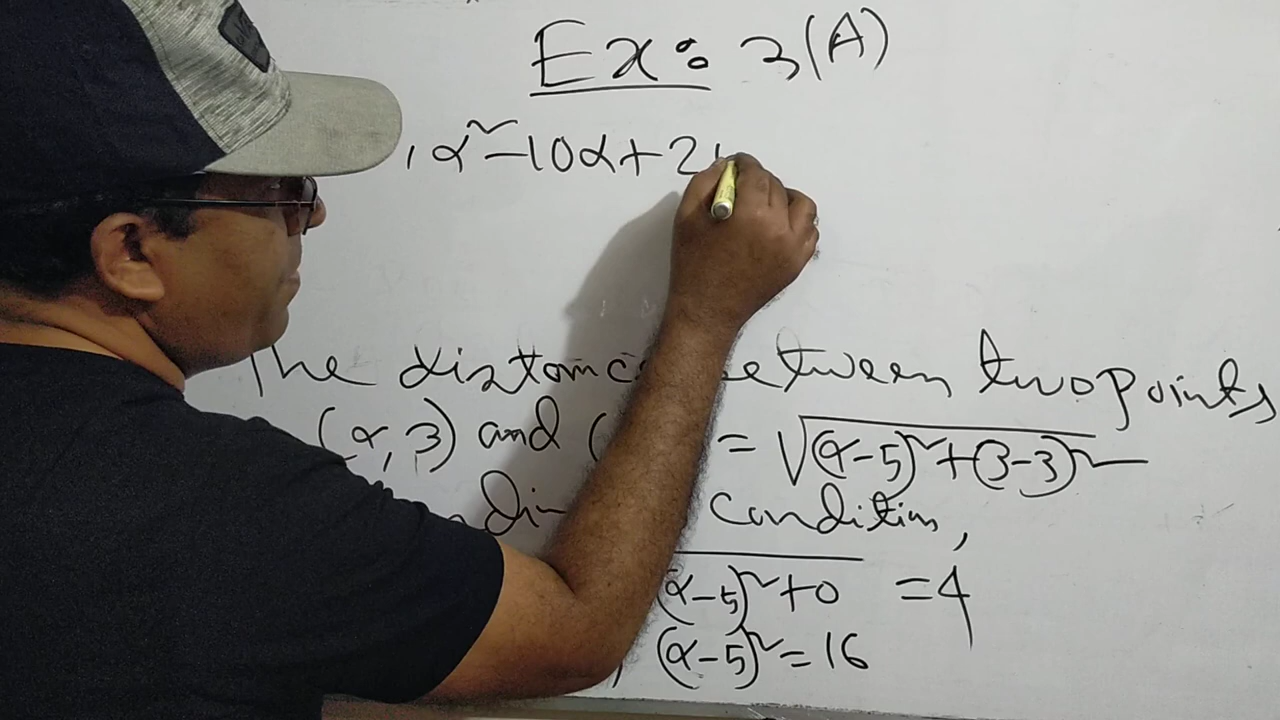 Ex: 3(A)
, α² - 10α + 2
The distance between two points
(α, 3) and ( = √(α-5)² + (3-3)²
condition,
(α-5)² + 0 = 4
, (α-5)² = 16